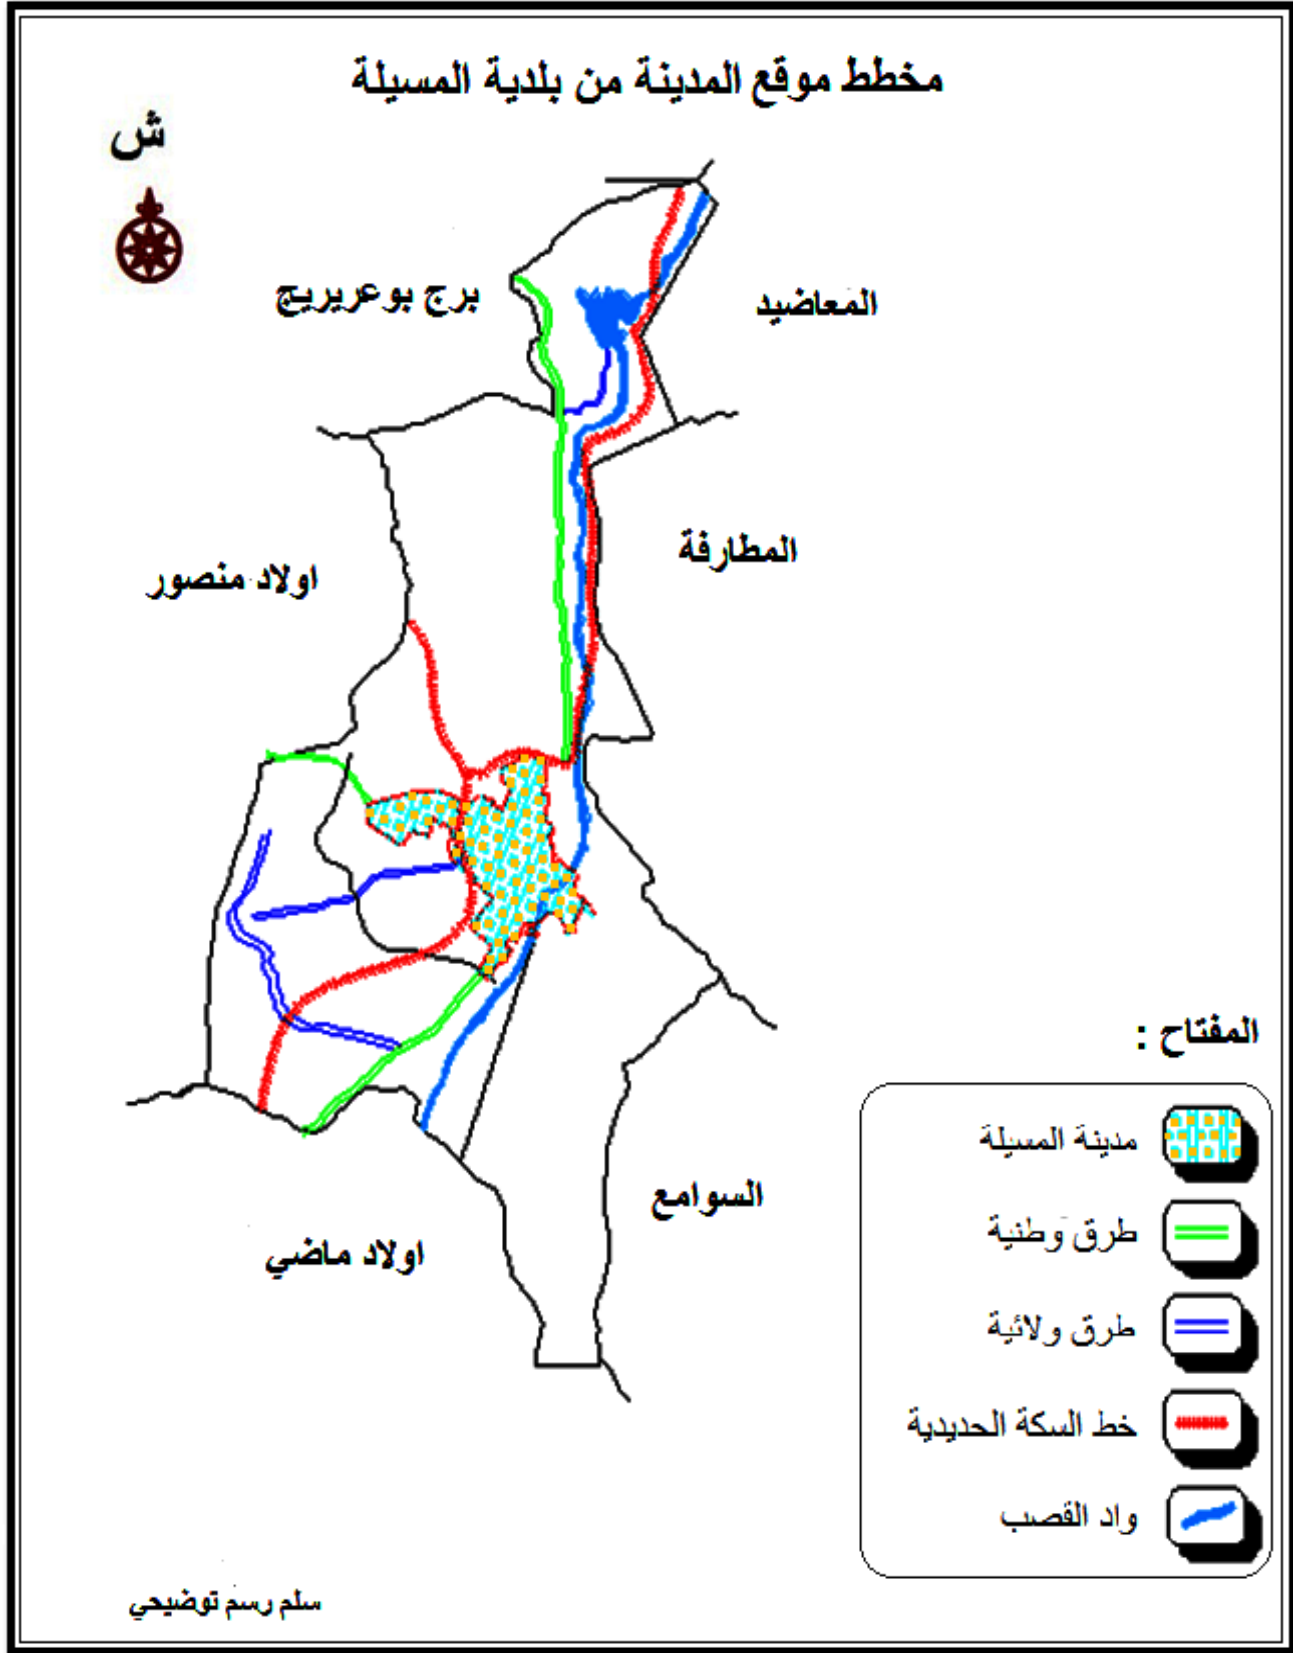 مخطط موقع المدينة من بلدية المسيلة
ش
برج بوعريريج
المعاضيد
المطارفة
اولاد منصور
السوامع
اولاد ماضي
المفتاح :
مدينة المسيلة
طرق وطنية
طرق ولائية
خط السكة الحديدية
واد القصب
سلم رسم توضيحي